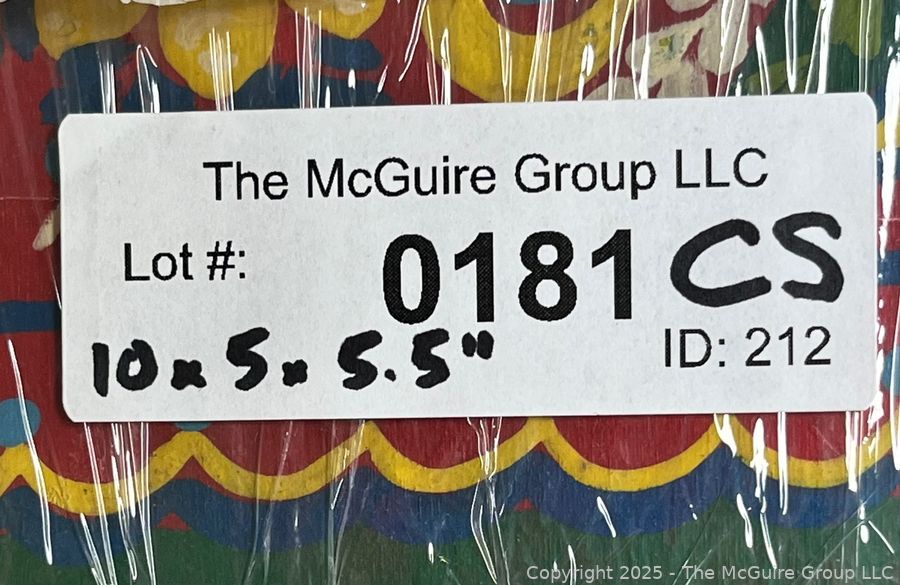 The McGuire Group LLC
Lot #: 0181 CS
10 x 5 x 5.5"
ID: 212
Copyright 2025 - The McGuire Group LLC